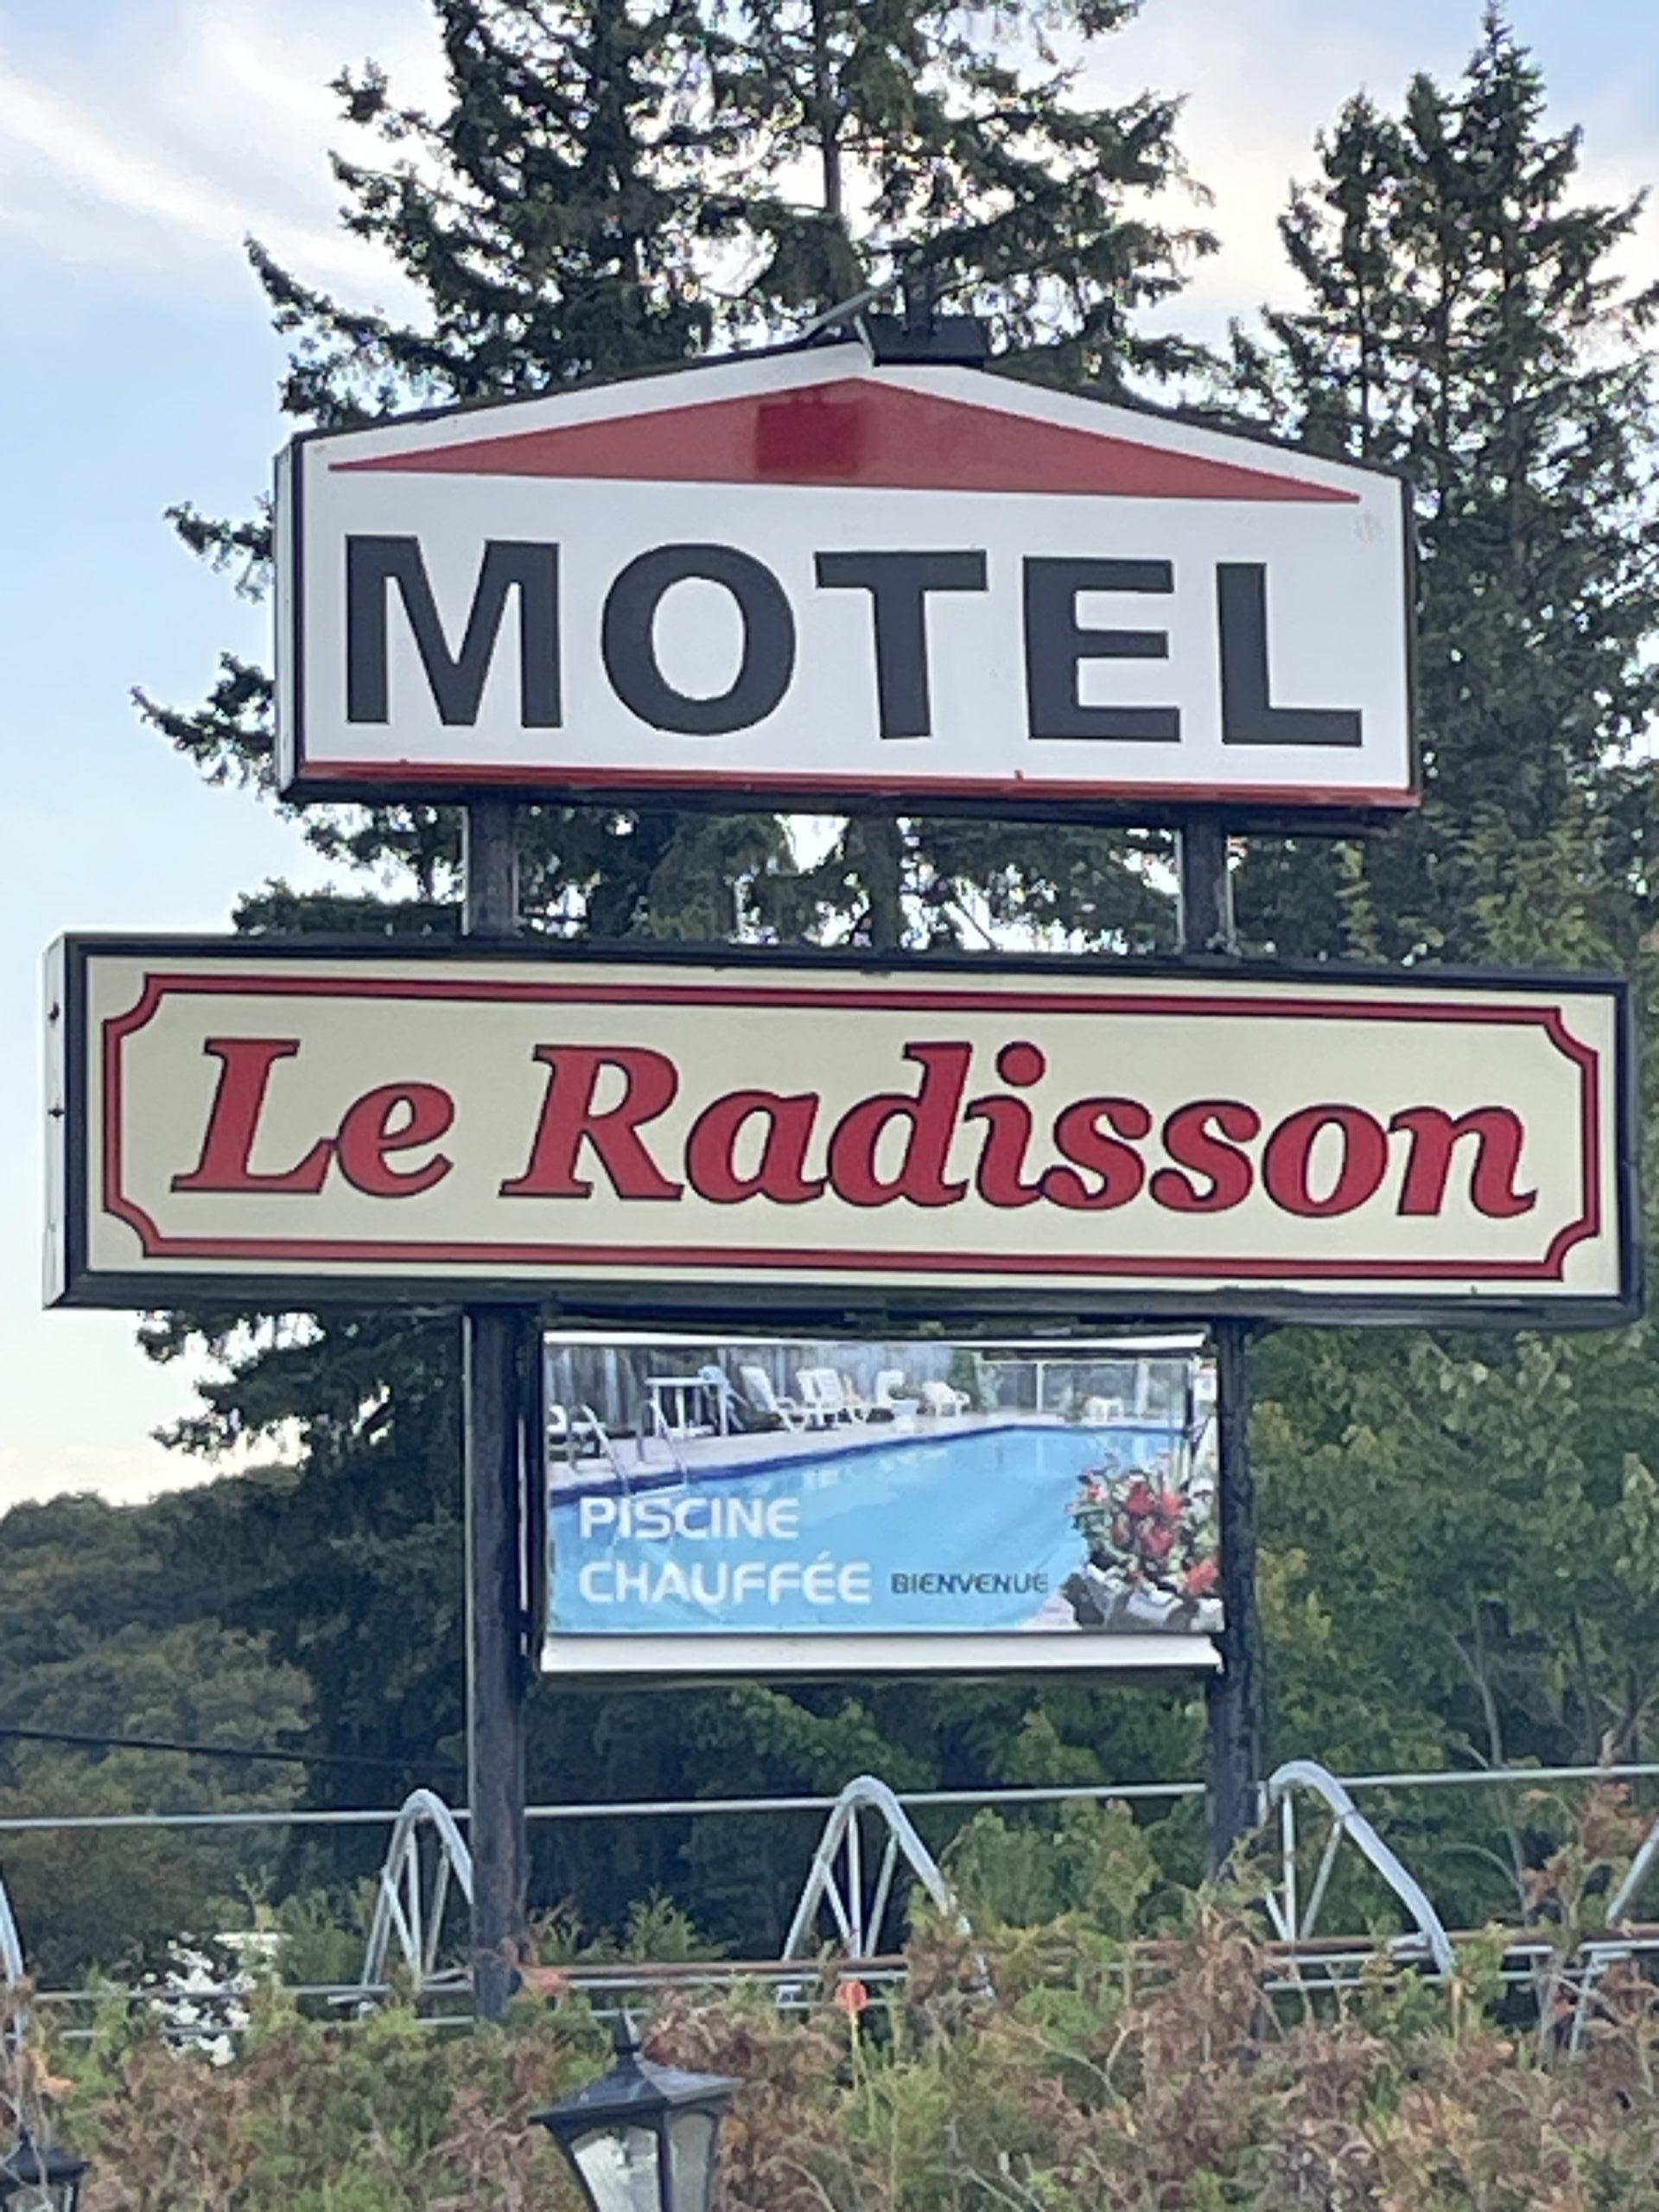 MOTEL
Le Radisson
PISCINE
CHAUFFÉE BIENVENUE